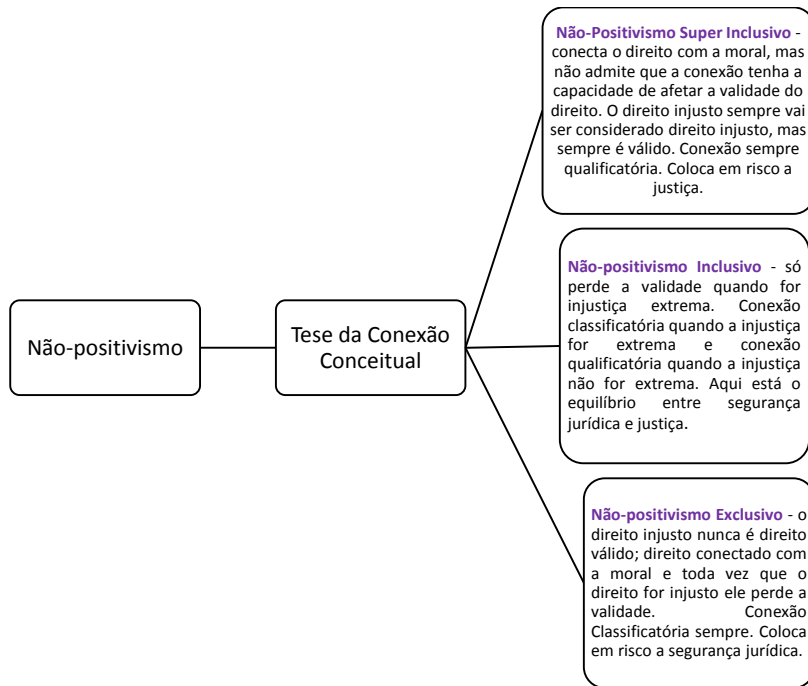 Não-positivismo
Tese da Conexão
Conceitual
Não-Positivismo Super Inclusivo -
conecta o direito com a moral, mas
não admite que a conexão tenha a
capacidade de afetar a validade do
direito. O direito injusto sempre vai
ser considerado direito injusto, mas
sempre é válido. Conexão sempre
qualificatória. Coloca em risco a
justiça.
Não-positivismo Inclusivo - só
perde a validade quando for
injustiça extrema. Conexão
classificatória quando a injustiça
for extrema e conexão
qualificatória quando a injustiça
não for extrema. Aqui está o
equilíbrio entre segurança
jurídica e justiça.
Não-positivismo Exclusivo - o
direito injusto nunca é direito
válido; direito conectado com
a moral e toda vez que o
direito for injusto ele perde a
validade. Conexão
Classificatória sempre. Coloca
em risco a segurança jurídica.